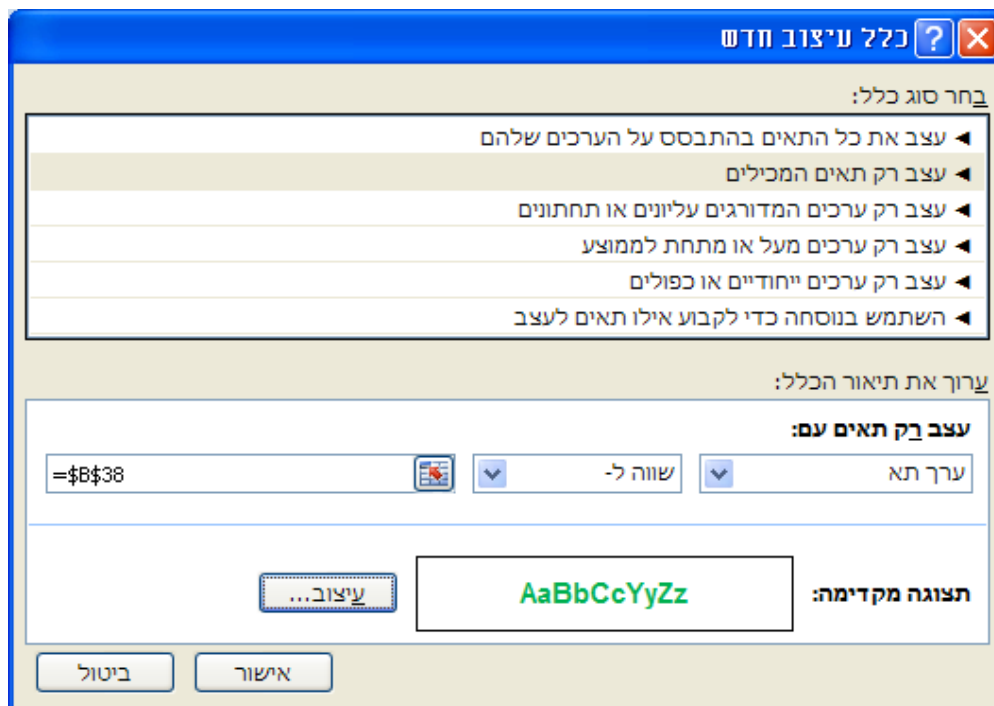 כלל עיצוב חדש
בחר סוג כלל:
◄ עצב את כל התאים בהתבסס על הערכים שלהם
◄ עצב רק תאים המכילים
◄ עצב רק ערכים המדורגים עליונים או תחתונים
◄ עצב רק ערכים מעל או מתחת לממוצע
◄ עצב רק ערכים ייחודיים או כפולים
◄ השתמש בנוסחה כדי לקבוע אילו תאים לעצב
ערוך את תיאור הכלל:
עצב רק תאים עם:
ערך תא שווה ל- =$B$38
תצוגה מקדימה: AaBbCcYyZz עיצוב...
אישור ביטול